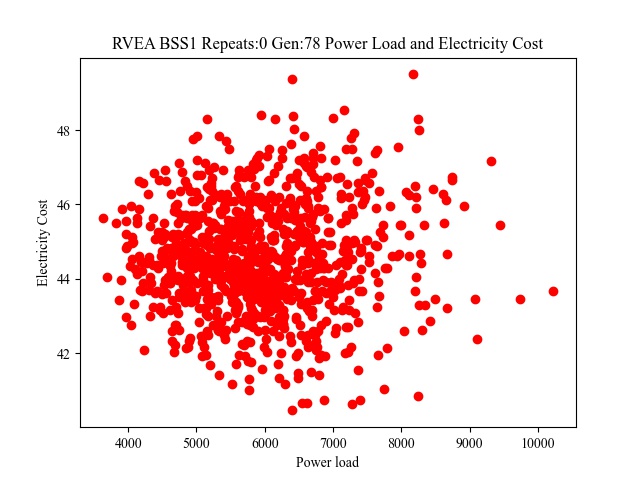 RVEA BSS1 Repeats:0 Gen:78 Power Load and Electricity Cost
48
46
44
42
Electricity Cost
4000 5000 6000 7000 8000 9000 10000
Power load